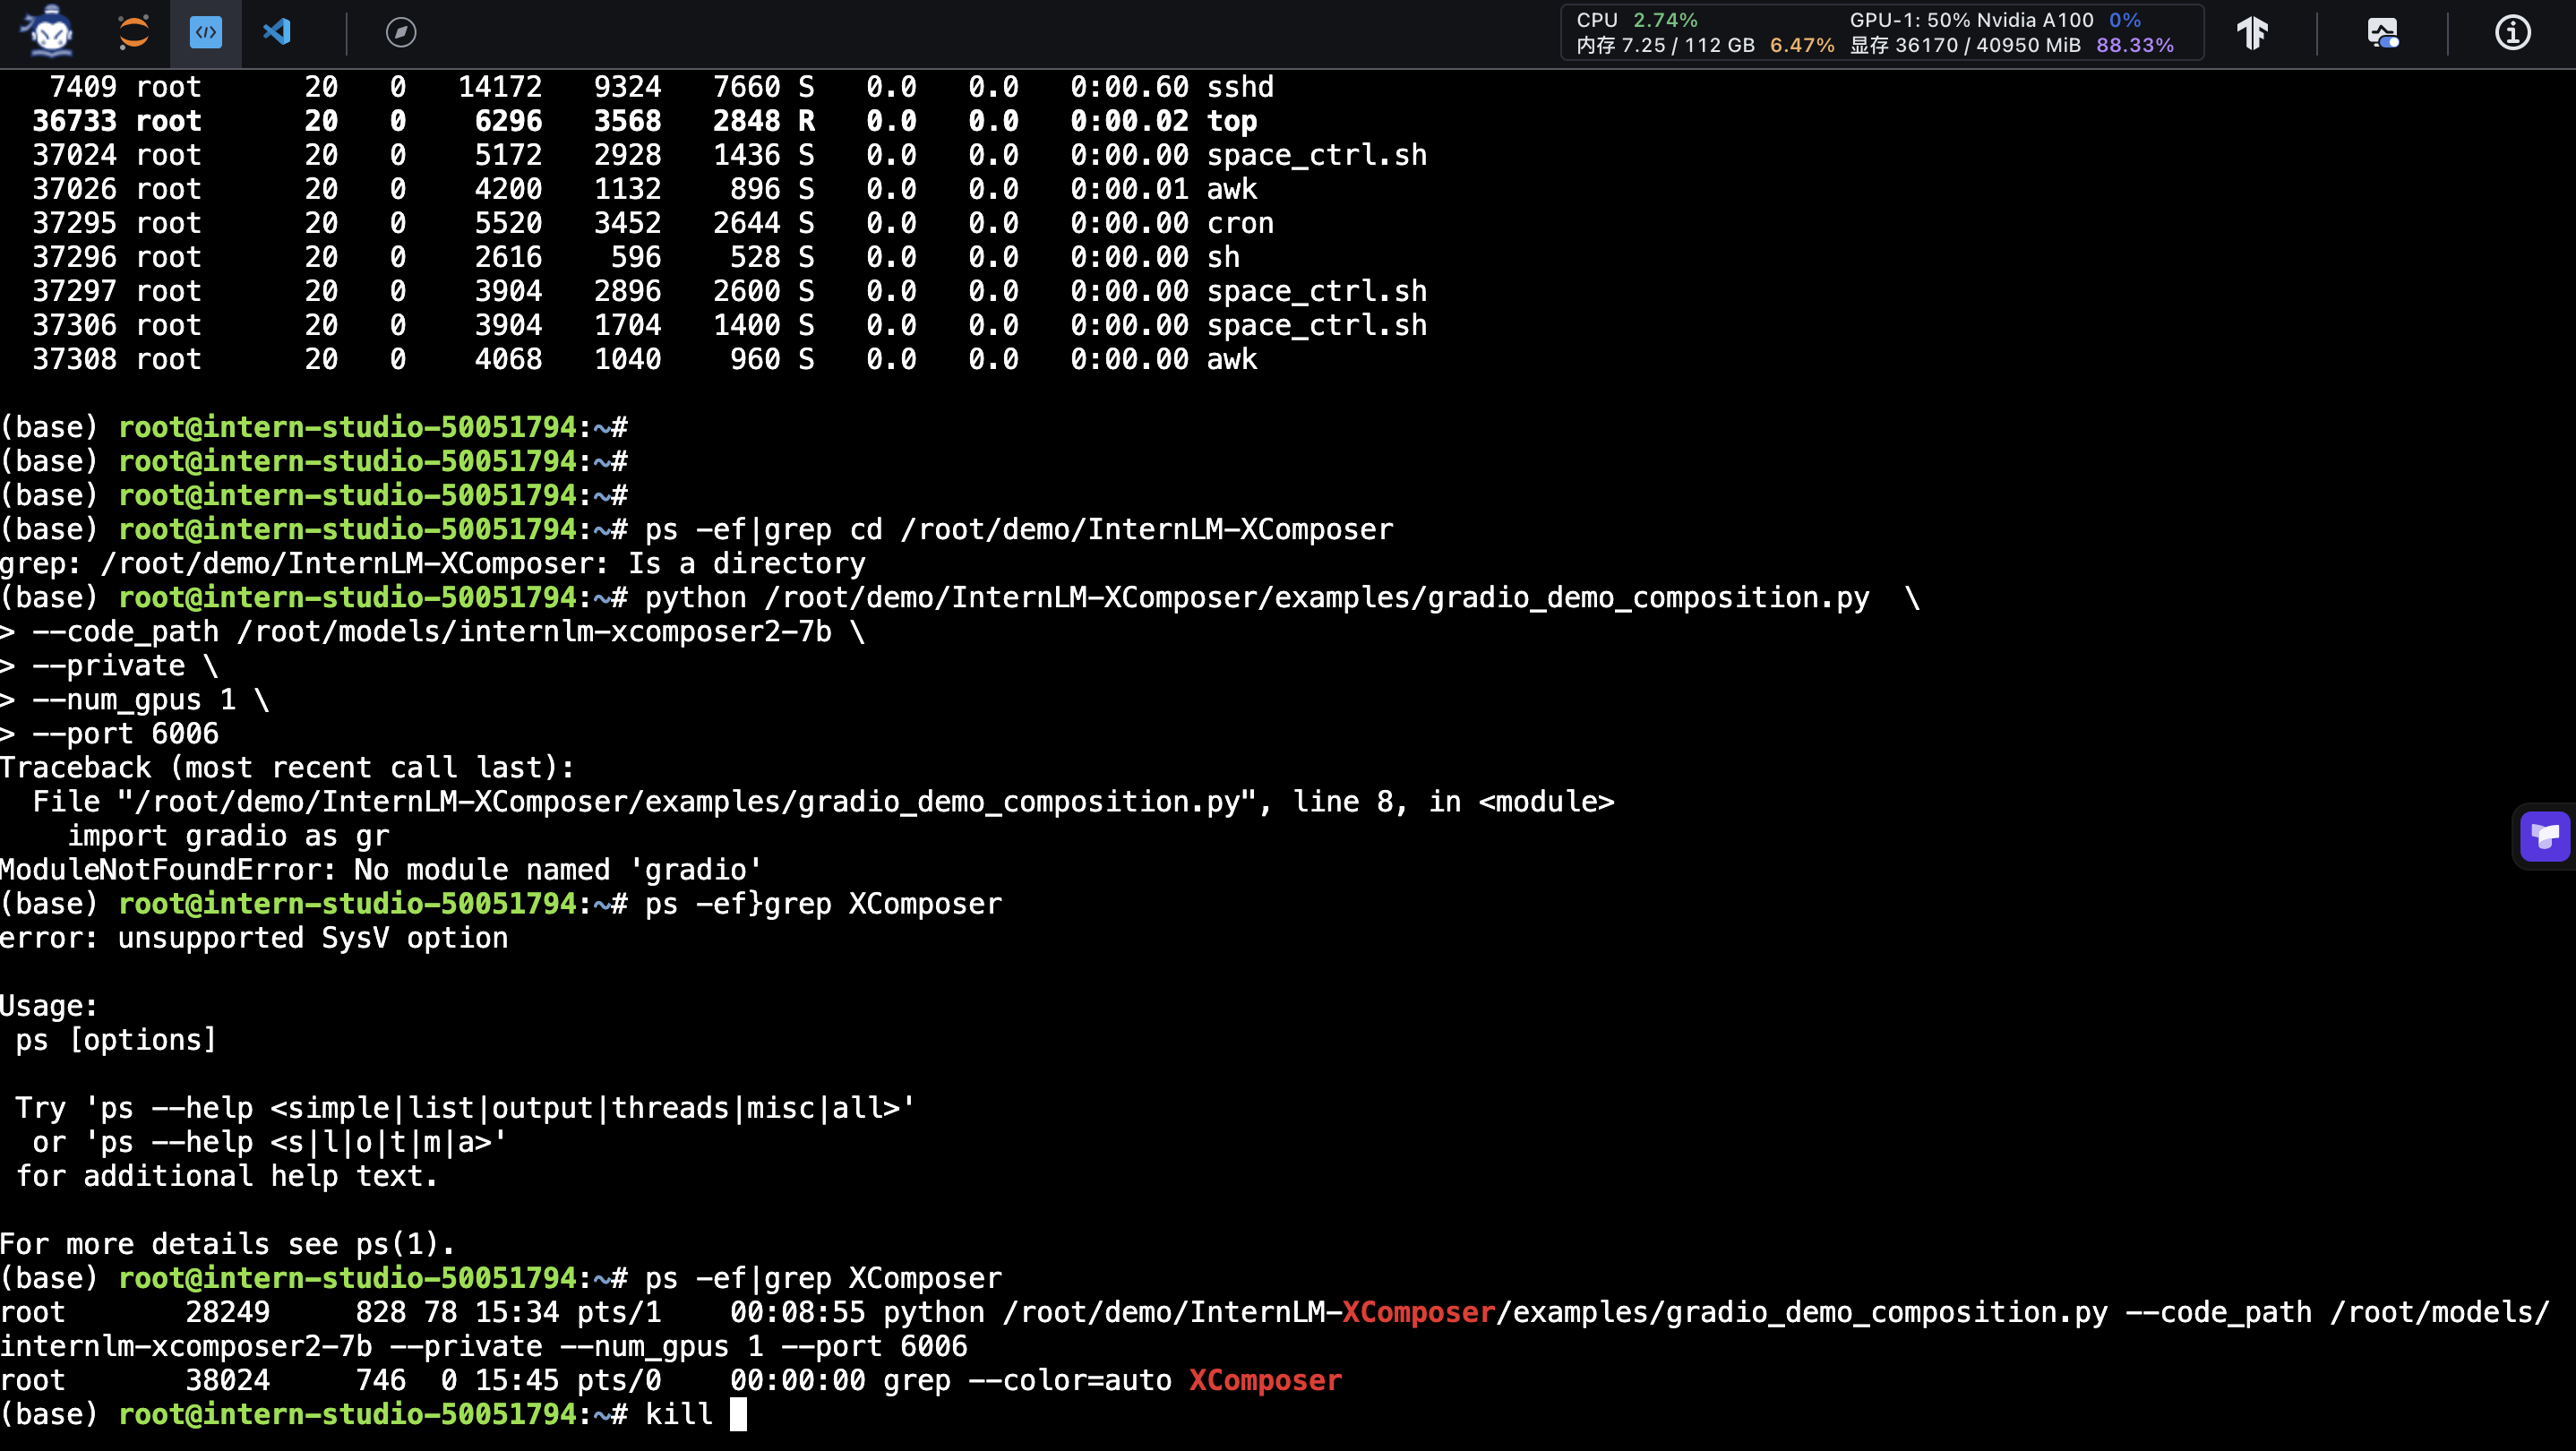 CPU 2.74% GPU-1: 50% Nvidia A100 0%
内存 7.25 / 112 GB 6.47% 显存 36170 / 40950 MiB 88.33%
7409 root 20 0 14172 9324 7660 S 0.0 0.0 0:00.60 sshd
36733 root 20 0 6296 3568 2848 R 0.0 0.0 0:00.02 top
37024 root 20 0 5172 2928 1436 S 0.0 0.0 0:00.00 space_ctrl.sh
37026 root 20 0 4200 1132 896 S 0.0 0.0 0:00.01 awk
37295 root 20 0 5520 3452 2644 S 0.0 0.0 0:00.00 cron
37296 root 20 0 2616 596 528 S 0.0 0.0 0:00.00 sh
37297 root 20 0 3904 2896 2600 S 0.0 0.0 0:00.00 space_ctrl.sh
37306 root 20 0 3904 1704 1400 S 0.0 0.0 0:00.00 space_ctrl.sh
37308 root 20 0 4068 1040 960 S 0.0 0.0 0:00.00 awk
(base) root@intern-studio-50051794:~#
(base) root@intern-studio-50051794:~#
(base) root@intern-studio-50051794:~#
(base) root@intern-studio-50051794:~# ps -ef|grep cd /root/demo/InternLM-XComposer
grep: /root/demo/InternLM-XComposer: Is a directory
(base) root@intern-studio-50051794:~# python /root/demo/InternLM-XComposer/examples/gradio_demo_composition.py  \
> --code_path /root/models/internlm-xcomposer2-7b \
> --private \
> --num_gpus 1 \
> --port 6006
Traceback (most recent call last):
  File "/root/demo/InternLM-XComposer/examples/gradio_demo_composition.py", line 8, in <module>
    import gradio as gr
ModuleNotFoundError: No module named 'gradio'
(base) root@intern-studio-50051794:~# ps -ef}grep XComposer
error: unsupported SysV option
Usage:
 ps [options]
 Try 'ps --help <simple|list|output|threads|misc|all>'
  or 'ps --help <s|l|o|t|m|a>'
 for additional help text.
For more details see ps(1).
(base) root@intern-studio-50051794:~# ps -ef|grep XComposer
root 28249 828 78 15:34 pts/1 00:08:55 python /root/demo/InternLM-XComposer/examples/gradio_demo_composition.py --code_path /root/models/
internlm-xcomposer2-7b --private --num_gpus 1 --port 6006
root 38024 746 0 15:45 pts/0 00:00:00 grep --color=auto XComposer
(base) root@intern-studio-50051794:~# kill